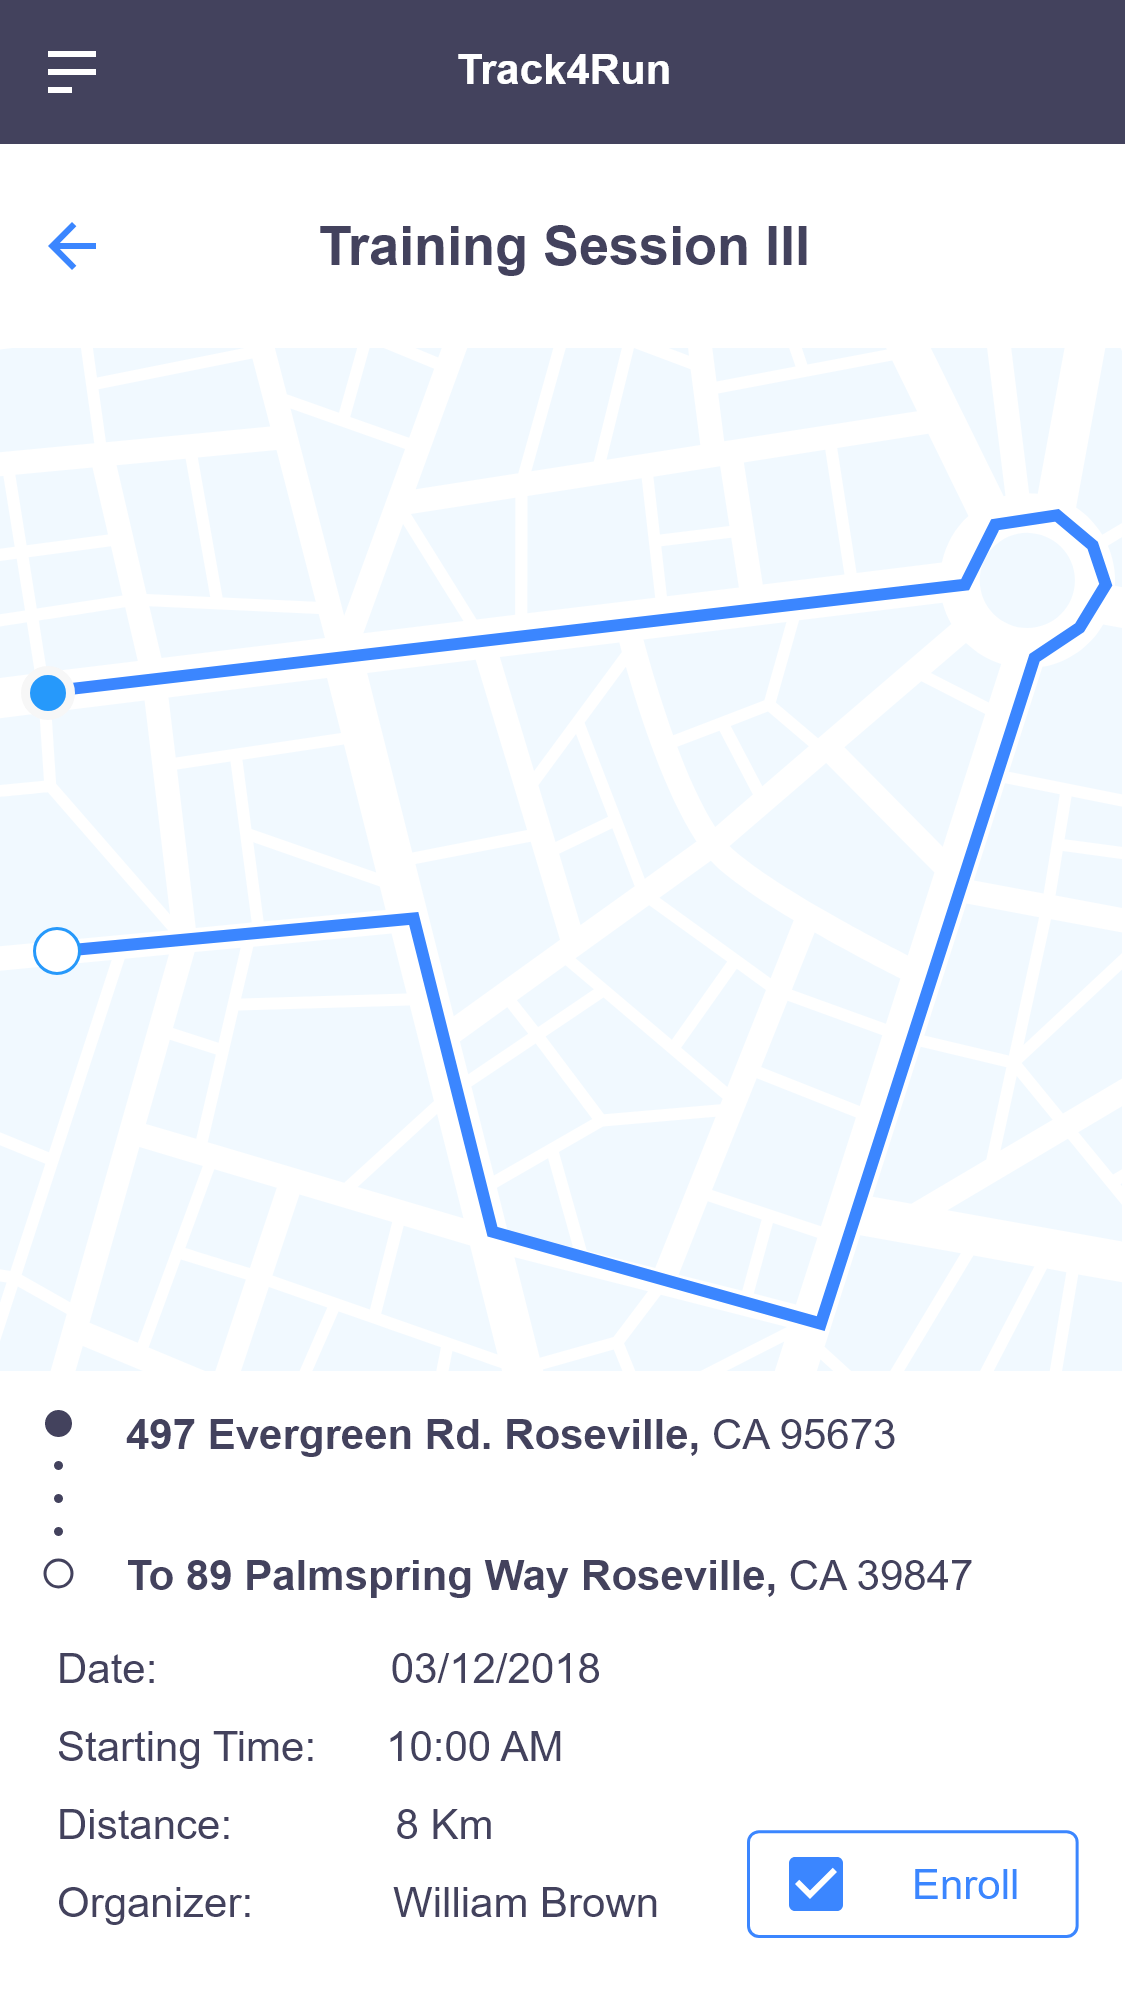 Track4Run
Training Session III
497 Evergreen Rd. Roseville, CA 95673
To 89 Palmspring Way Roseville, CA 39847
Date: 03/12/2018
Starting Time: 10:00 AM
Distance: 8 Km
Organizer: William Brown
Enroll